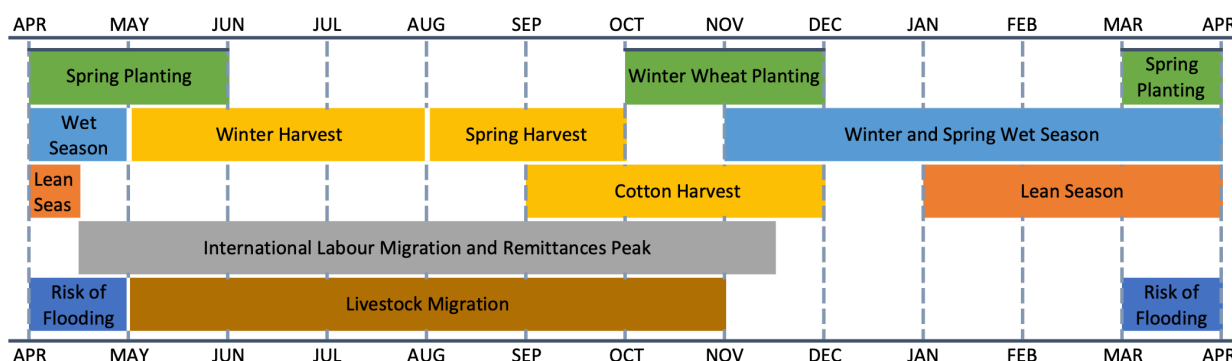 APR MAY JUN JUL AUG SEP OCT NOV DEC JAN FEB MAR APR
Spring Planting
Winter Wheat Planting
Spring
Planting
Wet
Season
Winter Harvest
Spring Harvest
Winter and Spring Wet Season
Lean
Seas
Cotton Harvest
Lean Season
International Labour Migration and Remittances Peak
Risk of
Flooding
Livestock Migration
Risk of
Flooding
APR MAY JUN JUL AUG SEP OCT NOV DEC JAN FEB MAR APR